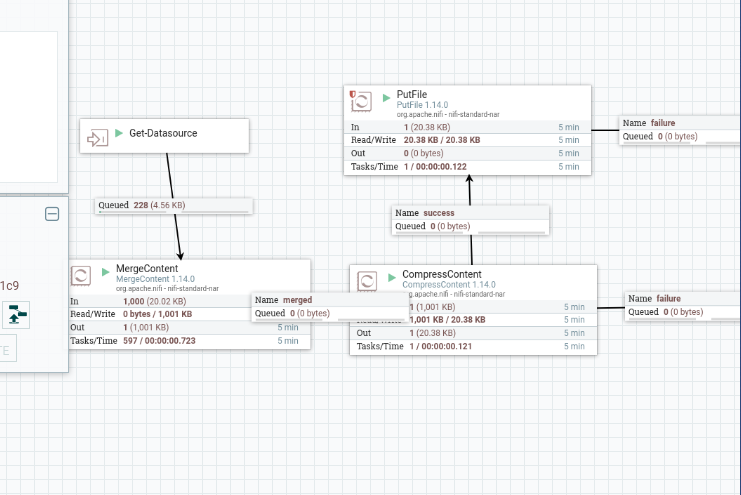 PutFile
PutFile 1.14.0
org.apache.nifi - nifi-standard-nar
In 1 (20.38 KB) 5 min
Read/Write 20.38 KB / 20.38 KB 5 min
Out 0 (0 bytes) 5 min
Tasks/Time 1 / 00:00:00.122 5 min
Name failure
Queued 0 (0 bytes)
Get-Datasource
Queued 228 (4.56 KB)
Name success
Queued 0 (0 bytes)
MergeContent
MergeContent 1.14.0
org.apache.nifi - nifi-standard-nar
In 1,000 (20.02 KB)
Read/Write 0 bytes / 1,001 KB
Out 1 (1,001 KB) 5 min
Tasks/Time 597 / 00:00:00.723 5 min
Name merged
Queued 0 (0 bytes)
CompressContent
CompressContent 1.14.0
g.apache.nifi - nifi-standard-nar
1 (1,001 KB) 5 min
1,001 KB / 20.38 KB 5 min
Out 1 (20.38 KB) 5 min
Tasks/Time 1 / 00:00:00.121 5 min
Name failure
Queued 0 (0 bytes)
1c9
TE